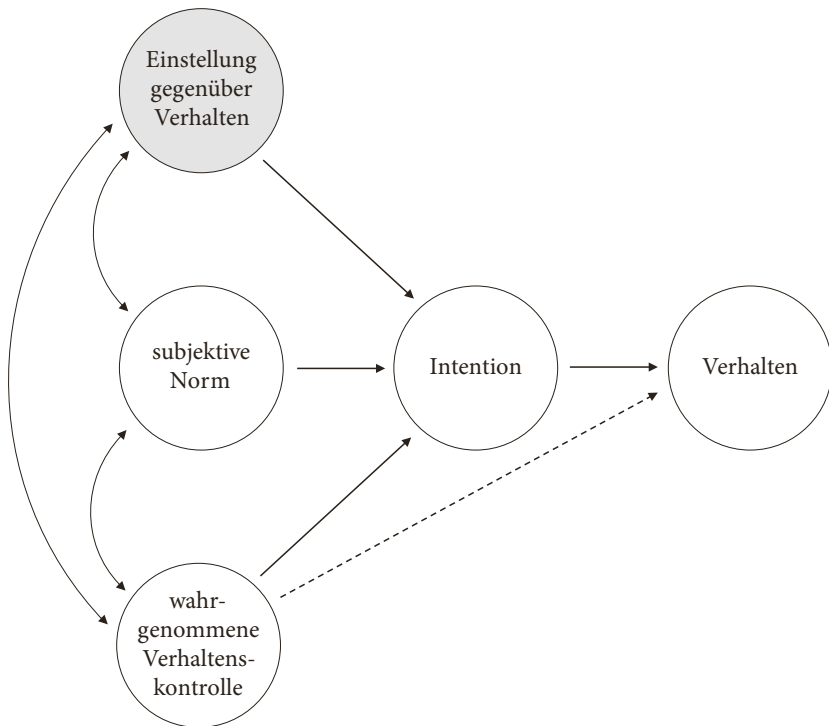 Einstellung
gegenüber
Verhalten
subjektive
Norm
Intention
Verhalten
wahr-
genommene
Verhaltens-
kontrolle